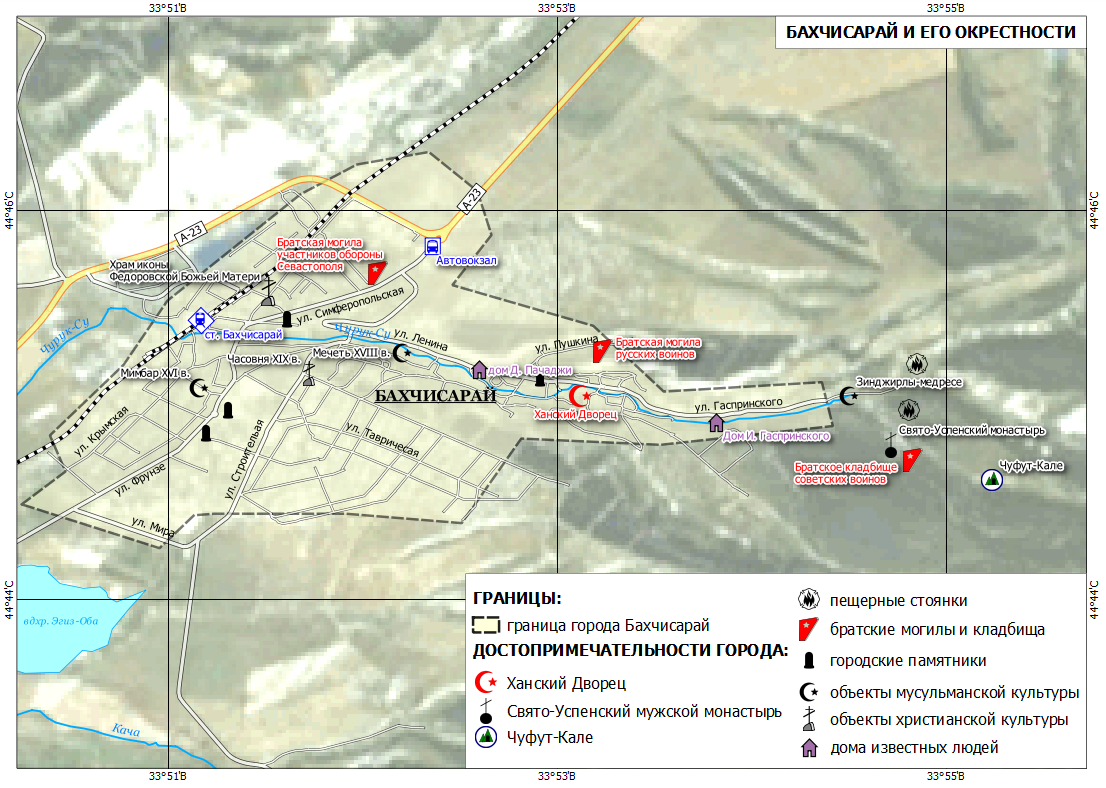 33°51'В
33°53'В
33°55'В
БАХЧИСАРАЙ И ЕГО ОКРЕСТНОСТИ
44°46'С
44°46'С
А-23
А-23
Братская могила
участников обороны
Севастополя
Автовокзал
Храм иконы
Федоровской Божьей Матери
ул. Симферопольская
Чурук-Су
ст. Бахчисарай
Чурук-Су
ул. Ленина
ул. Пушкина
Братская могила
русских воинов
Часовня XIX в.
Мечеть XVIII в.
Минбар XVI в.
дом Д. Пачаджи
БАХЧИСАРАЙ
Ханский Дворец
ул. Гаспринского
Зинджирлы-медресе
Свято-Успенский монастырь
Дом И. Гаспринского
Братское кладбище
советских воинов
Чуфут-Кале
ул. Крымская
ул. Фрунзе
ул. Строительая
ул. Таврическая
ул. Мира
44°44'С
44°44'С
вдхр. Эгиз-Оба
Кача
ГРАНИЦЫ:
граница города Бахчисарай
ДОСТОПРИМЕЧАТЕЛЬНОСТИ ГОРОДА:
Ханский Дворец
Свято-Успенский мужской монастырь
Чуфут-Кале
пещерные стоянки
братские могилы и кладбища
городские памятники
объекты мусульманской культуры
объекты христианской культуры
дома известных людей
33°51'В
33°53'В
33°55'В